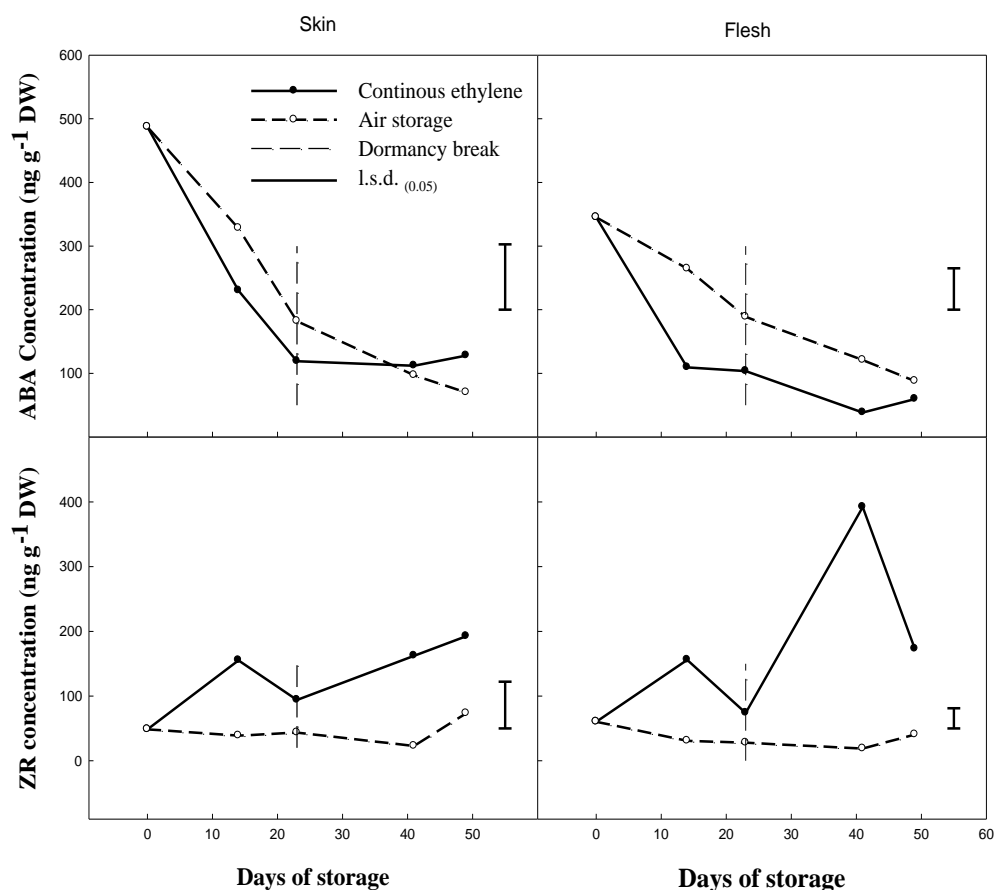 Skin
Flesh
600
500
400
300
200
100
ABA Concentration (ng g-1 DW)
Continous ethylene
Air storage
Dormancy break
l.s.d. (0.05)
400
300
200
100
0
ZR concentration (ng g-1 DW)
0 10 20 30 40 50
0 10 20 30 40 50 60
Days of storage
Days of storage